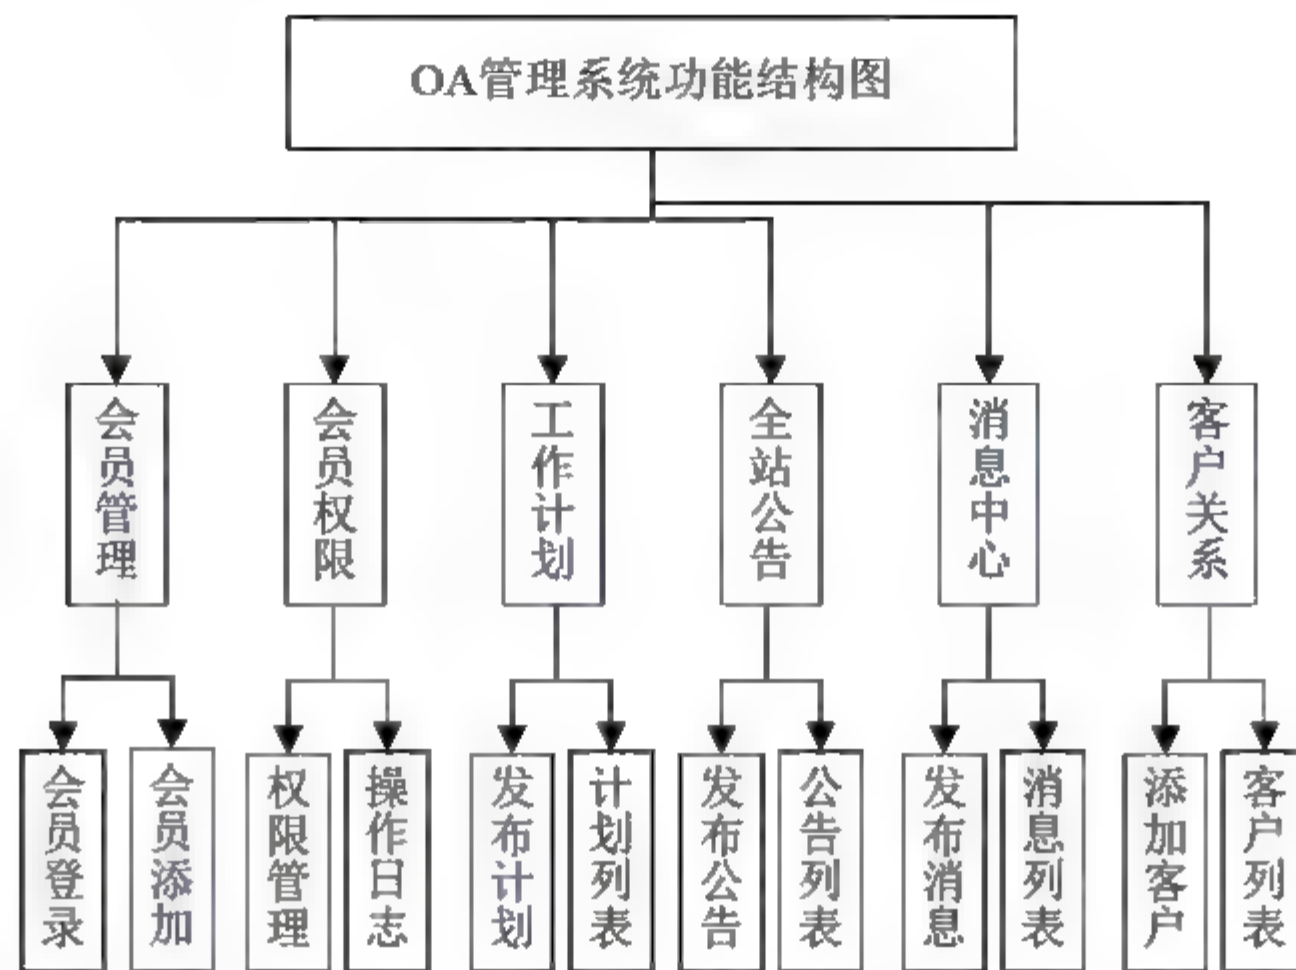 OA管理系统功能结构图
会员管理
会员权限
工作计划
全站公告
消息中心
客户关系
会员登录
会员添加
权限管理
操作日志
发布计划
计划列表
发布公告
公告列表
发布消息
消息列表
添加客户
客户列表